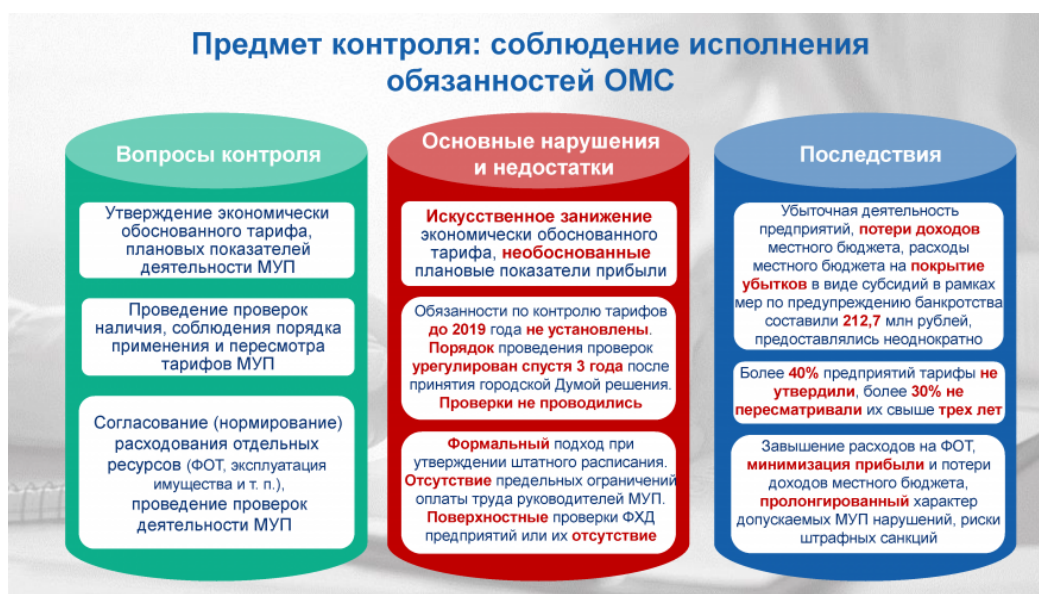 Предмет контроля: соблюдение исполнения
обязанностей ОМС
Вопросы контроля
Утверждение экономически
обоснованного тарифа,
плановых показателей
деятельности МУП
Проведение проверок
наличия, соблюдения порядка
применения и пересмотра
тарифов МУП
Согласование (нормирование)
расходования отдельных
ресурсов (ФОТ, эксплуатация
имущества и т. п.),
проведение проверок
деятельности МУП
Основные нарушения
и недостатки
Искусственное занижение
экономически обоснованного
тарифа, необоснованные
плановые показатели прибыли
Обязанности по контролю тарифов
до 2019 года не установлены.
Порядок проведения проверок
урегулирован спустя 3 года после
принятия городской Думой решения.
Проверки не проводились
Формальный подход при
утверждении штатного расписания.
Отсутствие предельных ограничений
оплаты труда руководителей МУП.
Поверхностные проверки ФХД
предприятий или их отсутствие
Последствия
Убыточная деятельность
предприятий, потери доходов
местного бюджета, расходы
местного бюджета на покрытие
убытков в виде субсидий в рамках
мер по предупреждению банкротства
составили 212,7 млн рублей,
предоставлялись неоднократно
Более 40% предприятий тарифы не
утвердили, более 30% не
пересматривали их свыше трех лет
Завышение расходов на ФОТ,
минимизация прибыли и потери
доходов местного бюджета,
пролонгированный характер
допускаемых МУП нарушений, риски
штрафных санкций